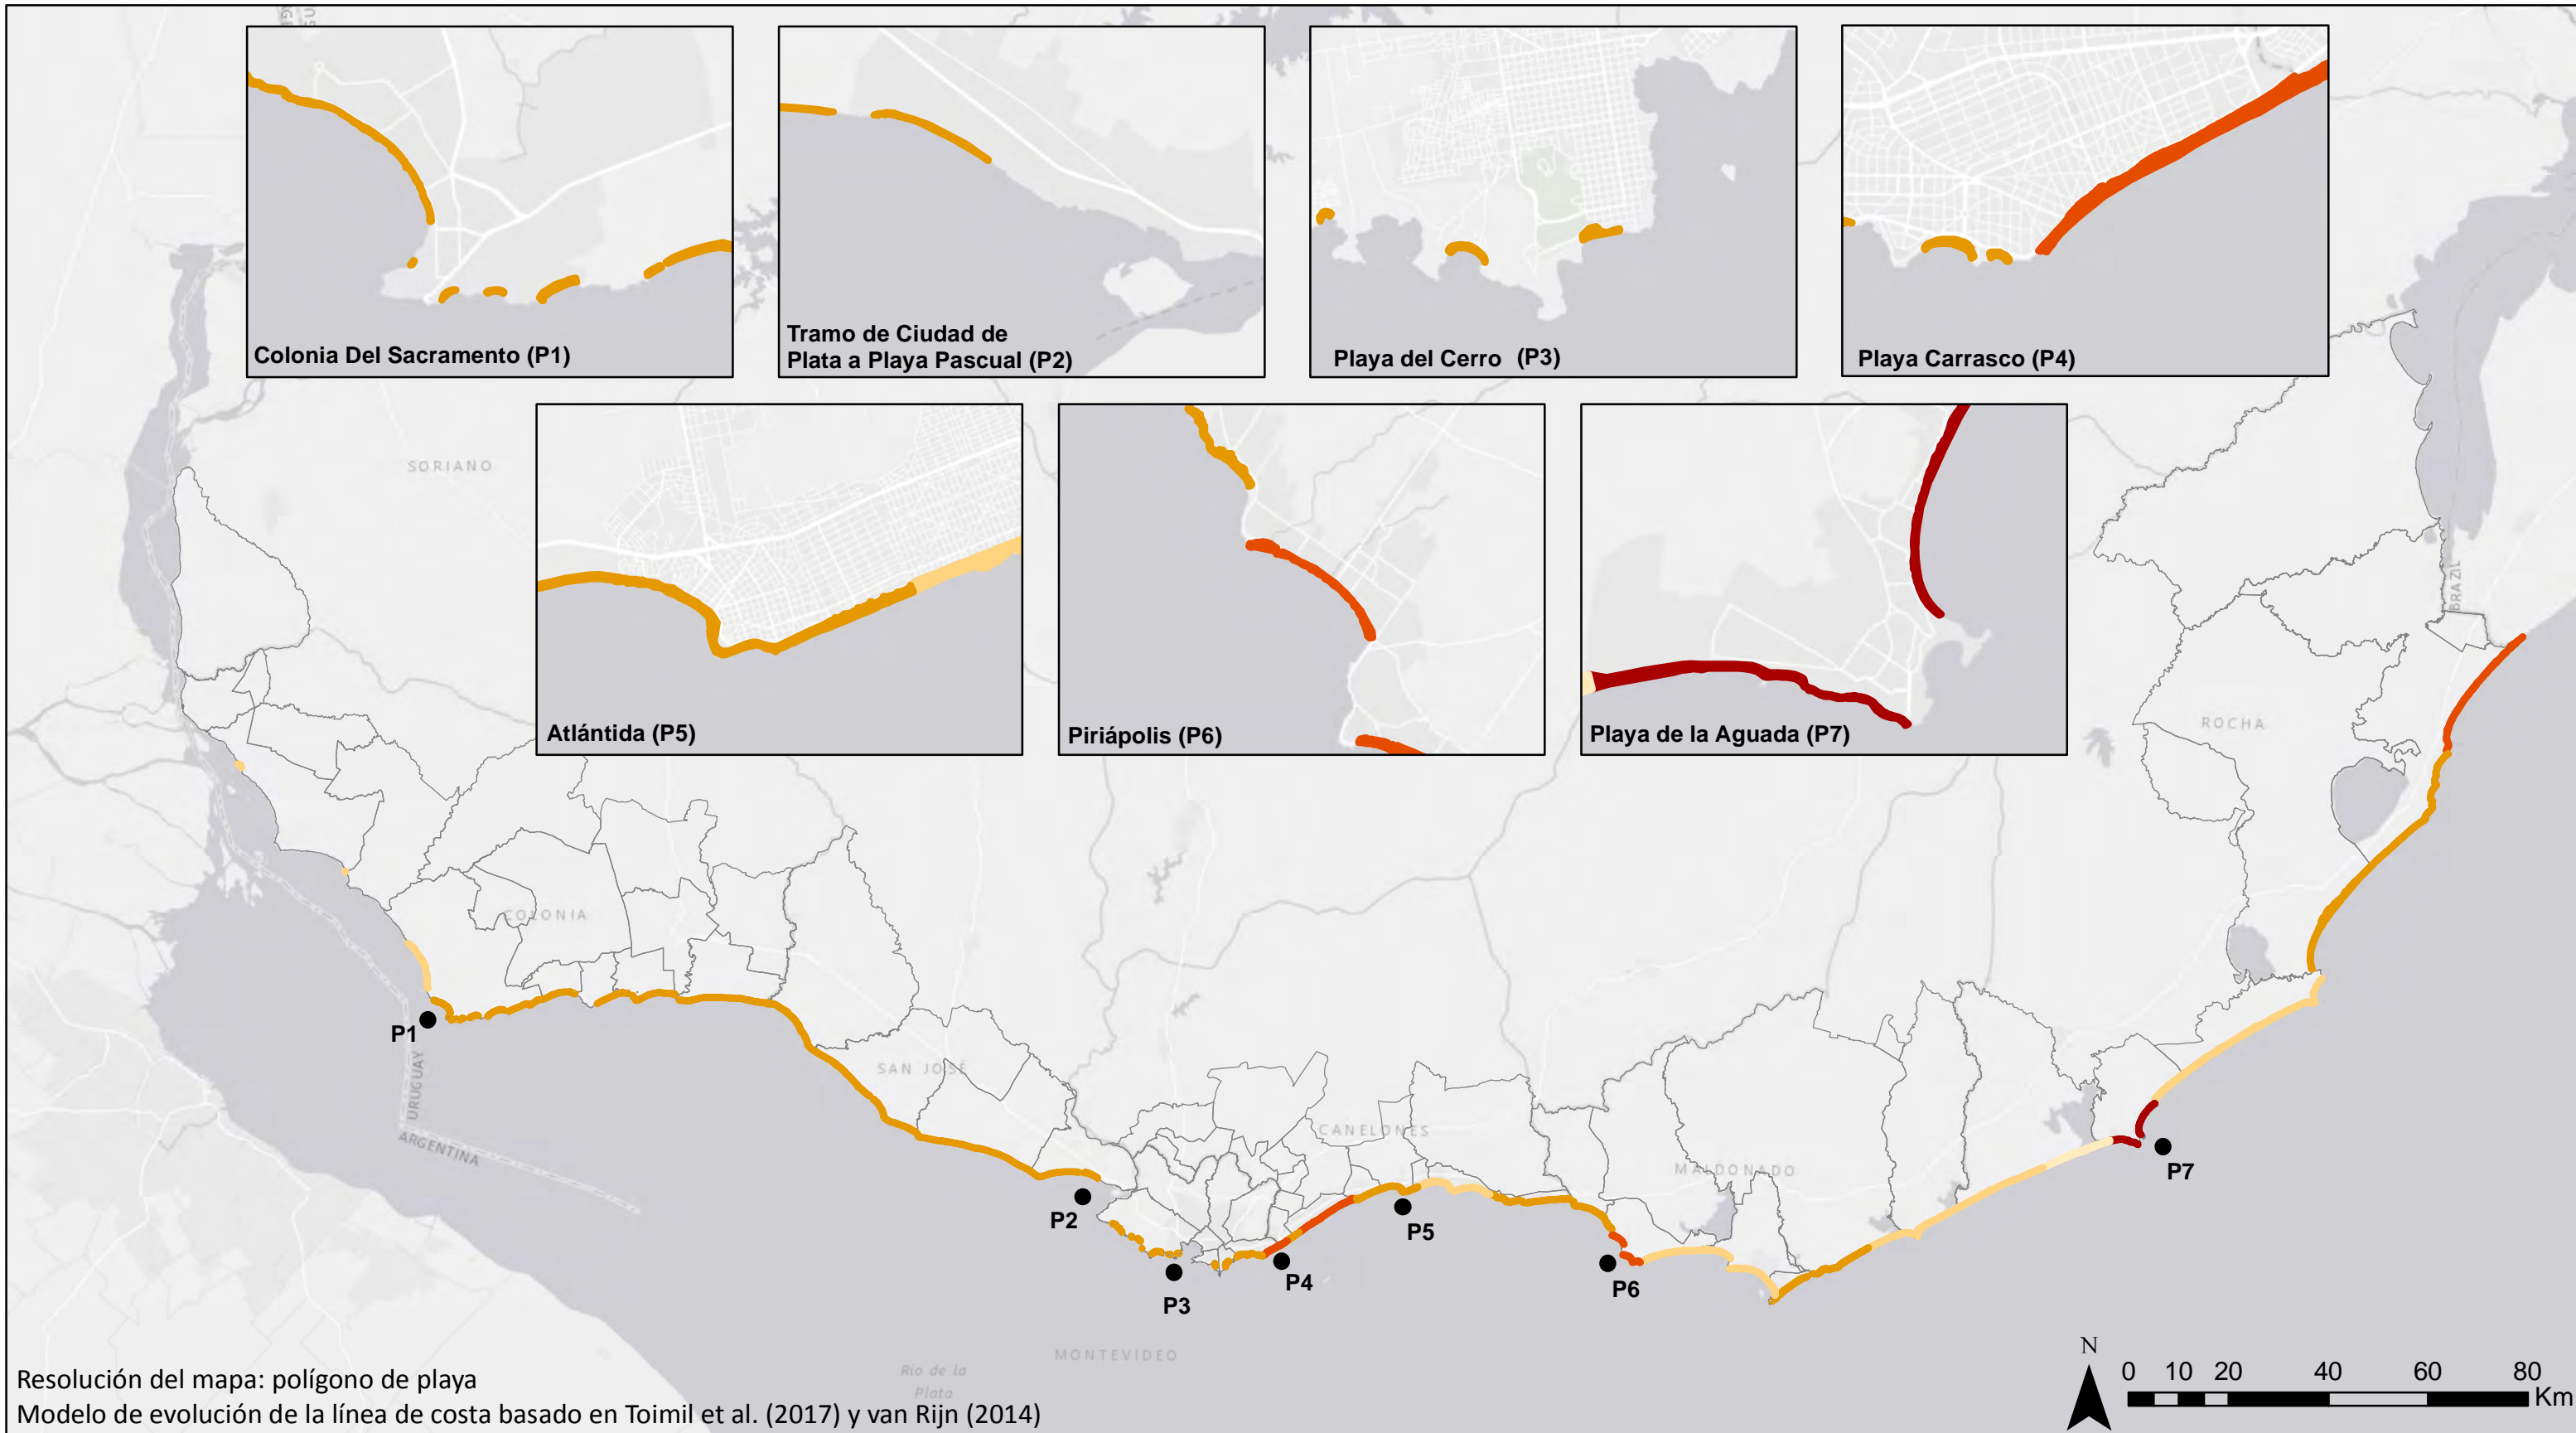 Colonia Del Sacramento (P1)
Tramo de Ciudad de
Plata a Playa Pascual (P2)
Playa del Cerro (P3)
Playa Carrasco (P4)
Atlántida (P5)
Piriápolis (P6)
Playa de la Aguada (P7)
SORIANO
BRAZIL
ROCHA
COLONIA
P1
URUGUAY
ARGENTINA
SAN JOSÉ
CANELONES
MALDONADO
P2
P3
P4
P5
P6
P7
MONTEVIDEO
Rio de la
Plata
Resolución del mapa: polígono de playa
Modelo de evolución de la línea de costa basado en Toimil et al. (2017) y van Rijn (2014)
N
0 10 20 40 60 80
Km